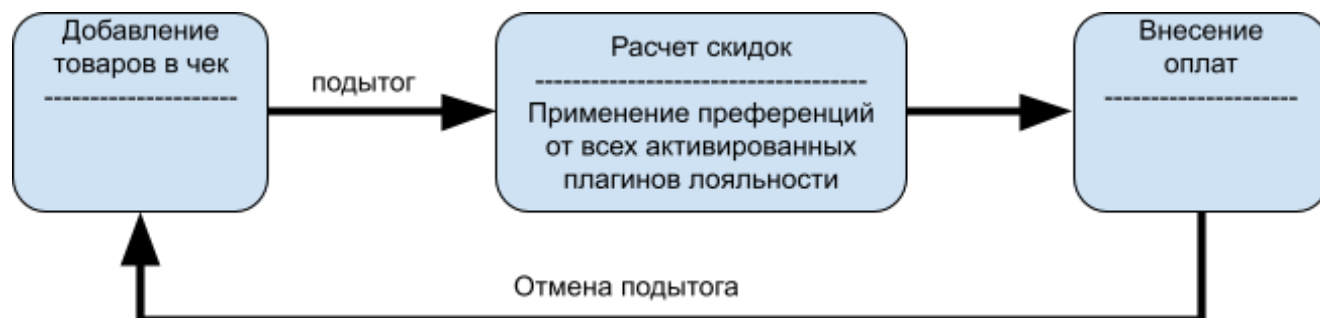 Добавление
товаров в чек
---------------------
подытог
Расчет скидок
------------------------------------
Применение преференций
от всех активированных
плагинов лояльности
Внесение
оплат
---------------------
Отмена подытога